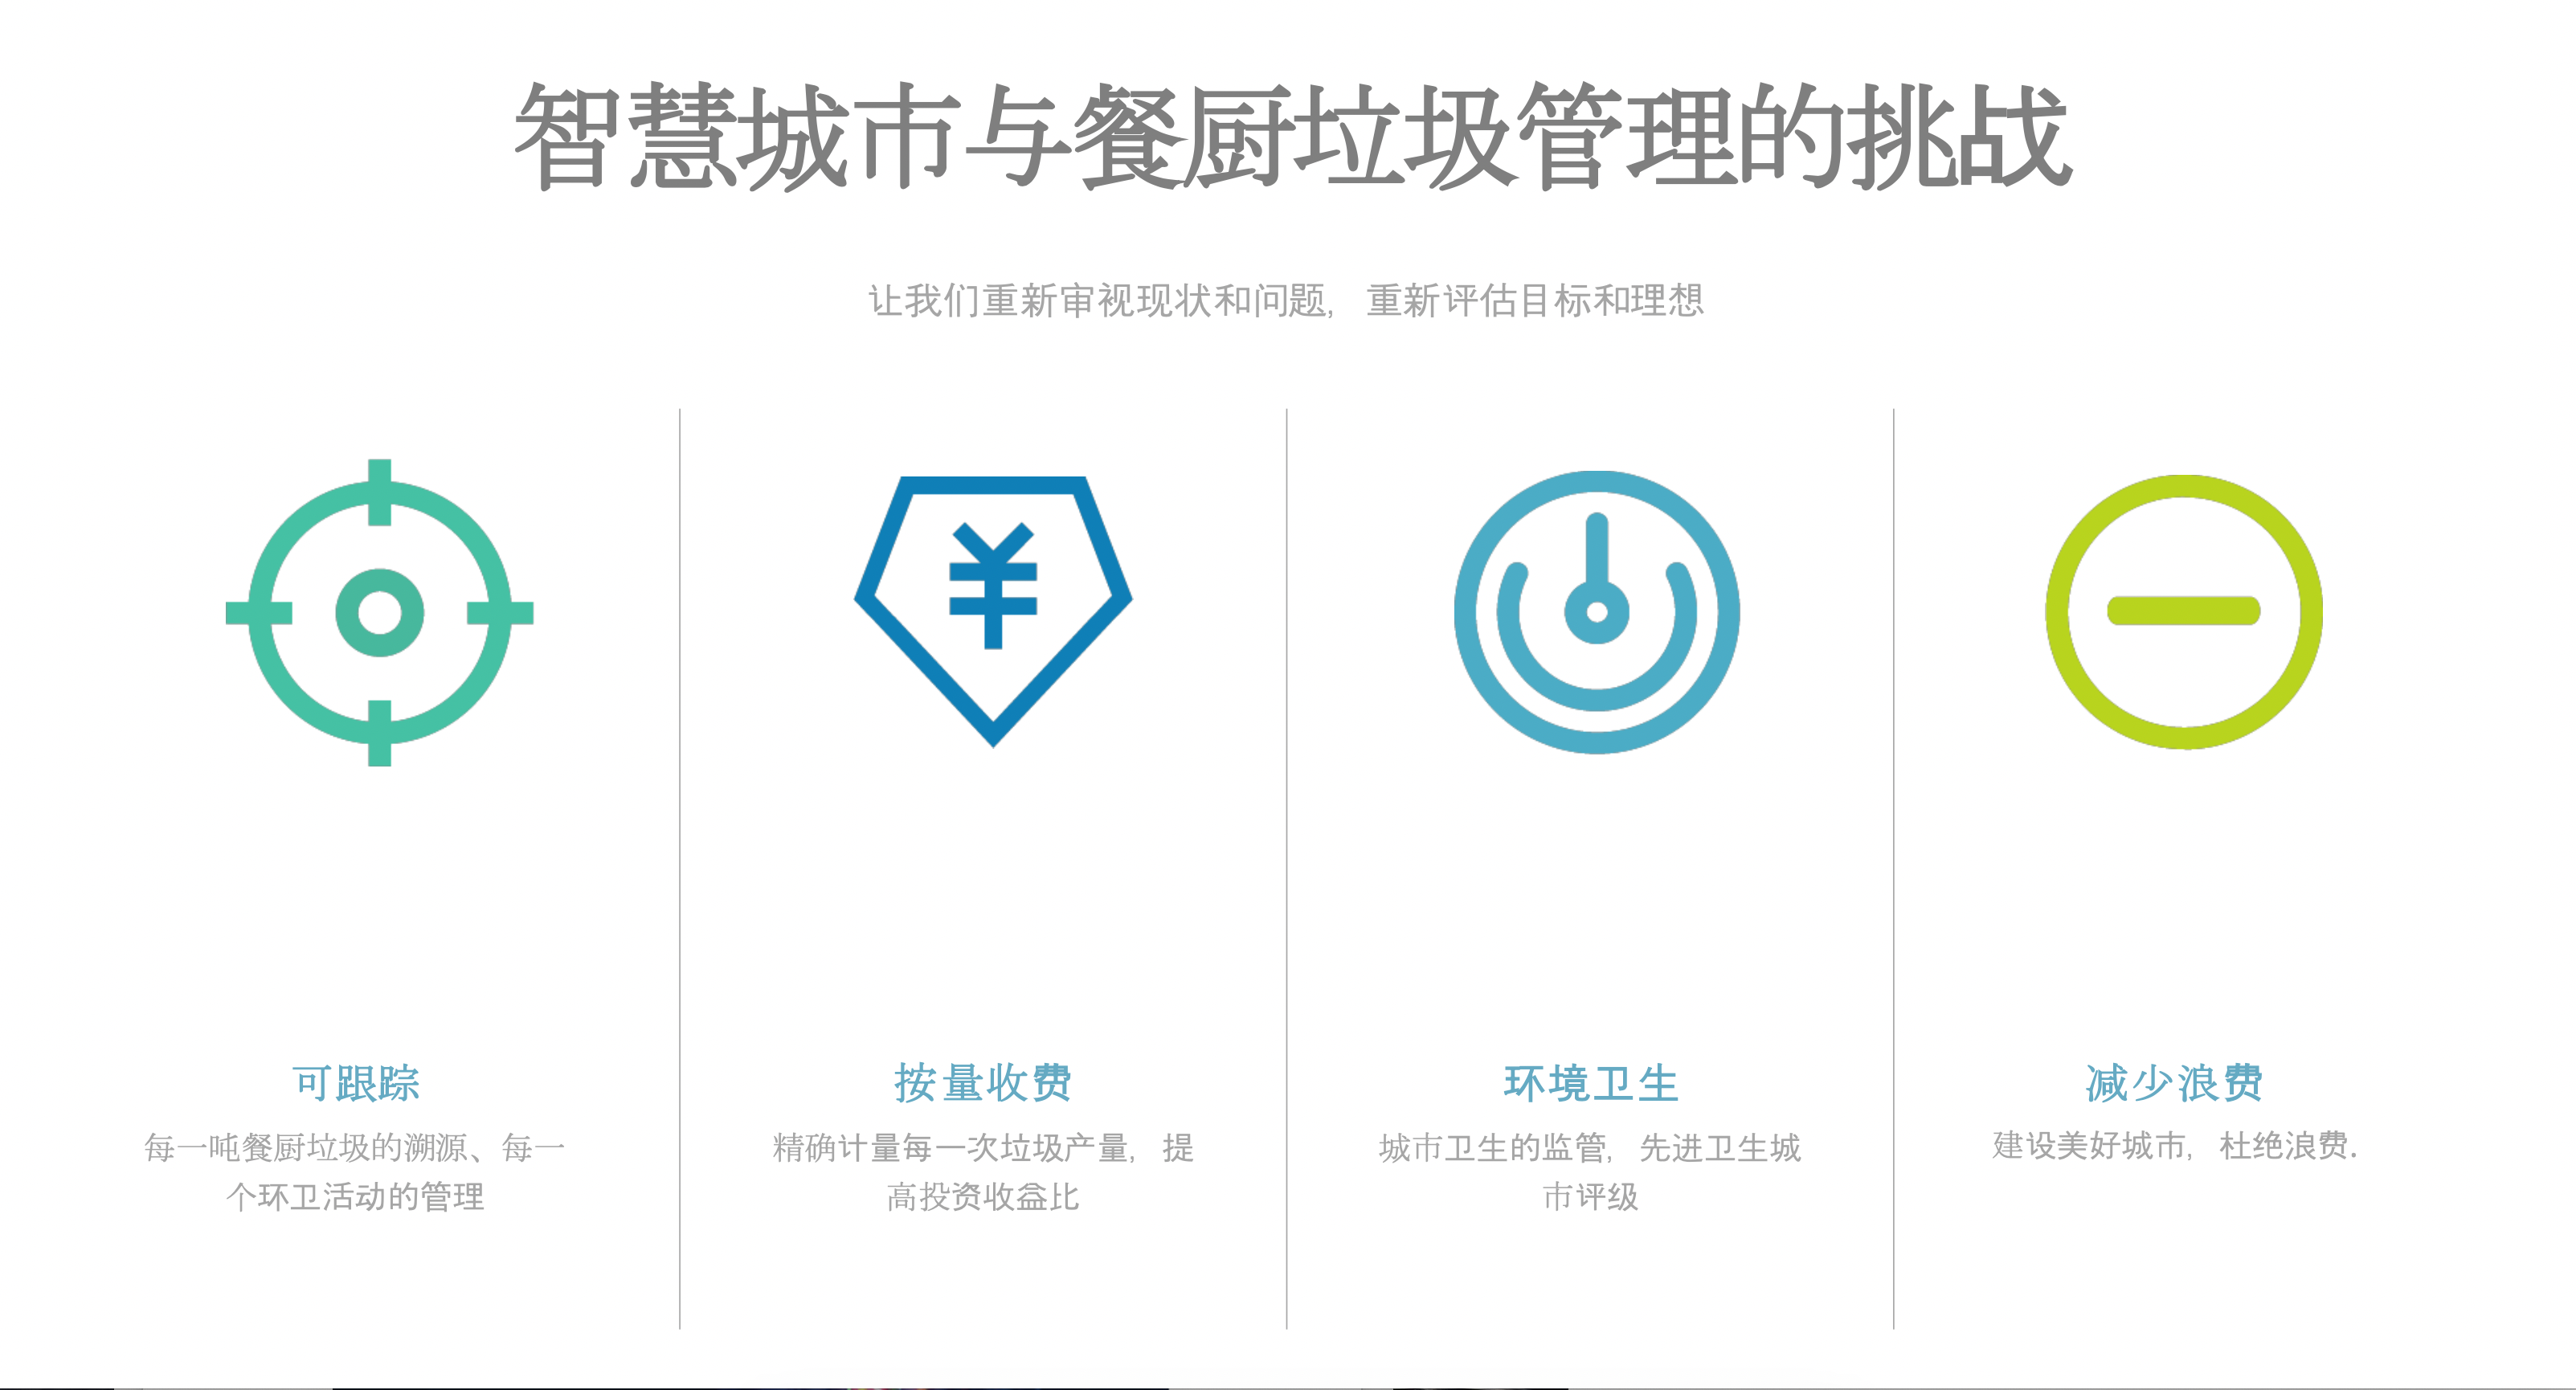 智慧城市与餐厨垃圾管理的挑战
让我们重新审视现状和问题，重新评估目标和理想
¥
可跟踪
每一吨餐厨垃圾的溯源、每一
个环卫活动的管理
按量收费
精确计量每一次垃圾产量，提
高投资收益比
环境卫生
城市卫生的监管，先进卫生城
市评级
减少浪费
建设美好城市，杜绝浪费.